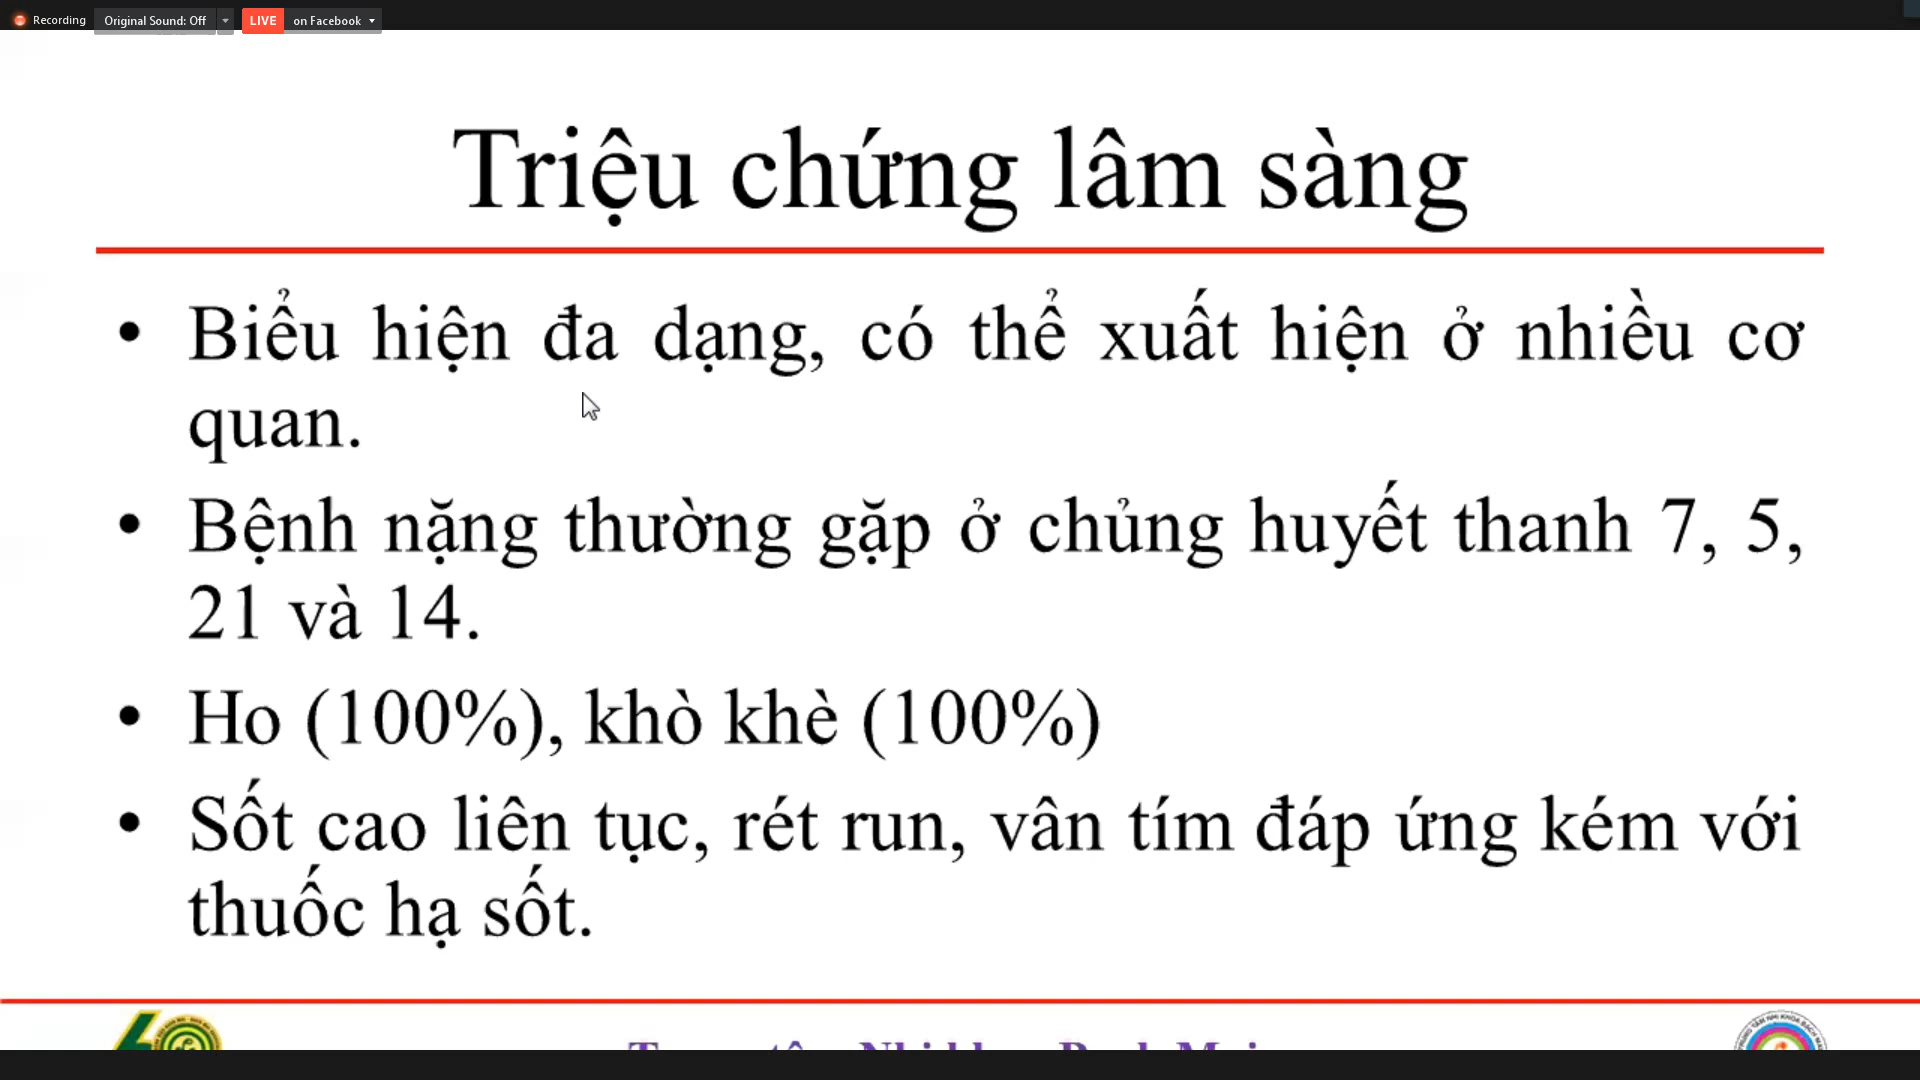 Recording Original Sound: Off LIVE on Facebook
Triệu chứng lâm sàng
• Biểu hiện đa dạng, có thể xuất hiện ở nhiều cơ
quan.
• Bệnh nặng thường gặp ở chủng huyết thanh 7, 5,
21 và 14.
• Ho (100%), khò khè (100%)
• Sốt cao liên tục, rét run, vân tím đáp ứng kém với
thuốc hạ sốt.